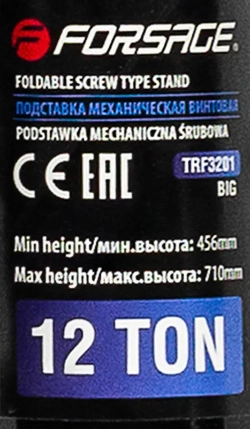 FORSAGE
FOLDABLE SCREW TYPE STAND
ПОДСТАВКА МЕХАНИЧЕСКАЯ ВИНТОВАЯ
PODSTAWKA MECHANICZNA ŚRUBOWA
CE EAC TRF3201
BIG
Min height/мин.высота: 456mm
Max height/макс.высота: 710mm
12 TON